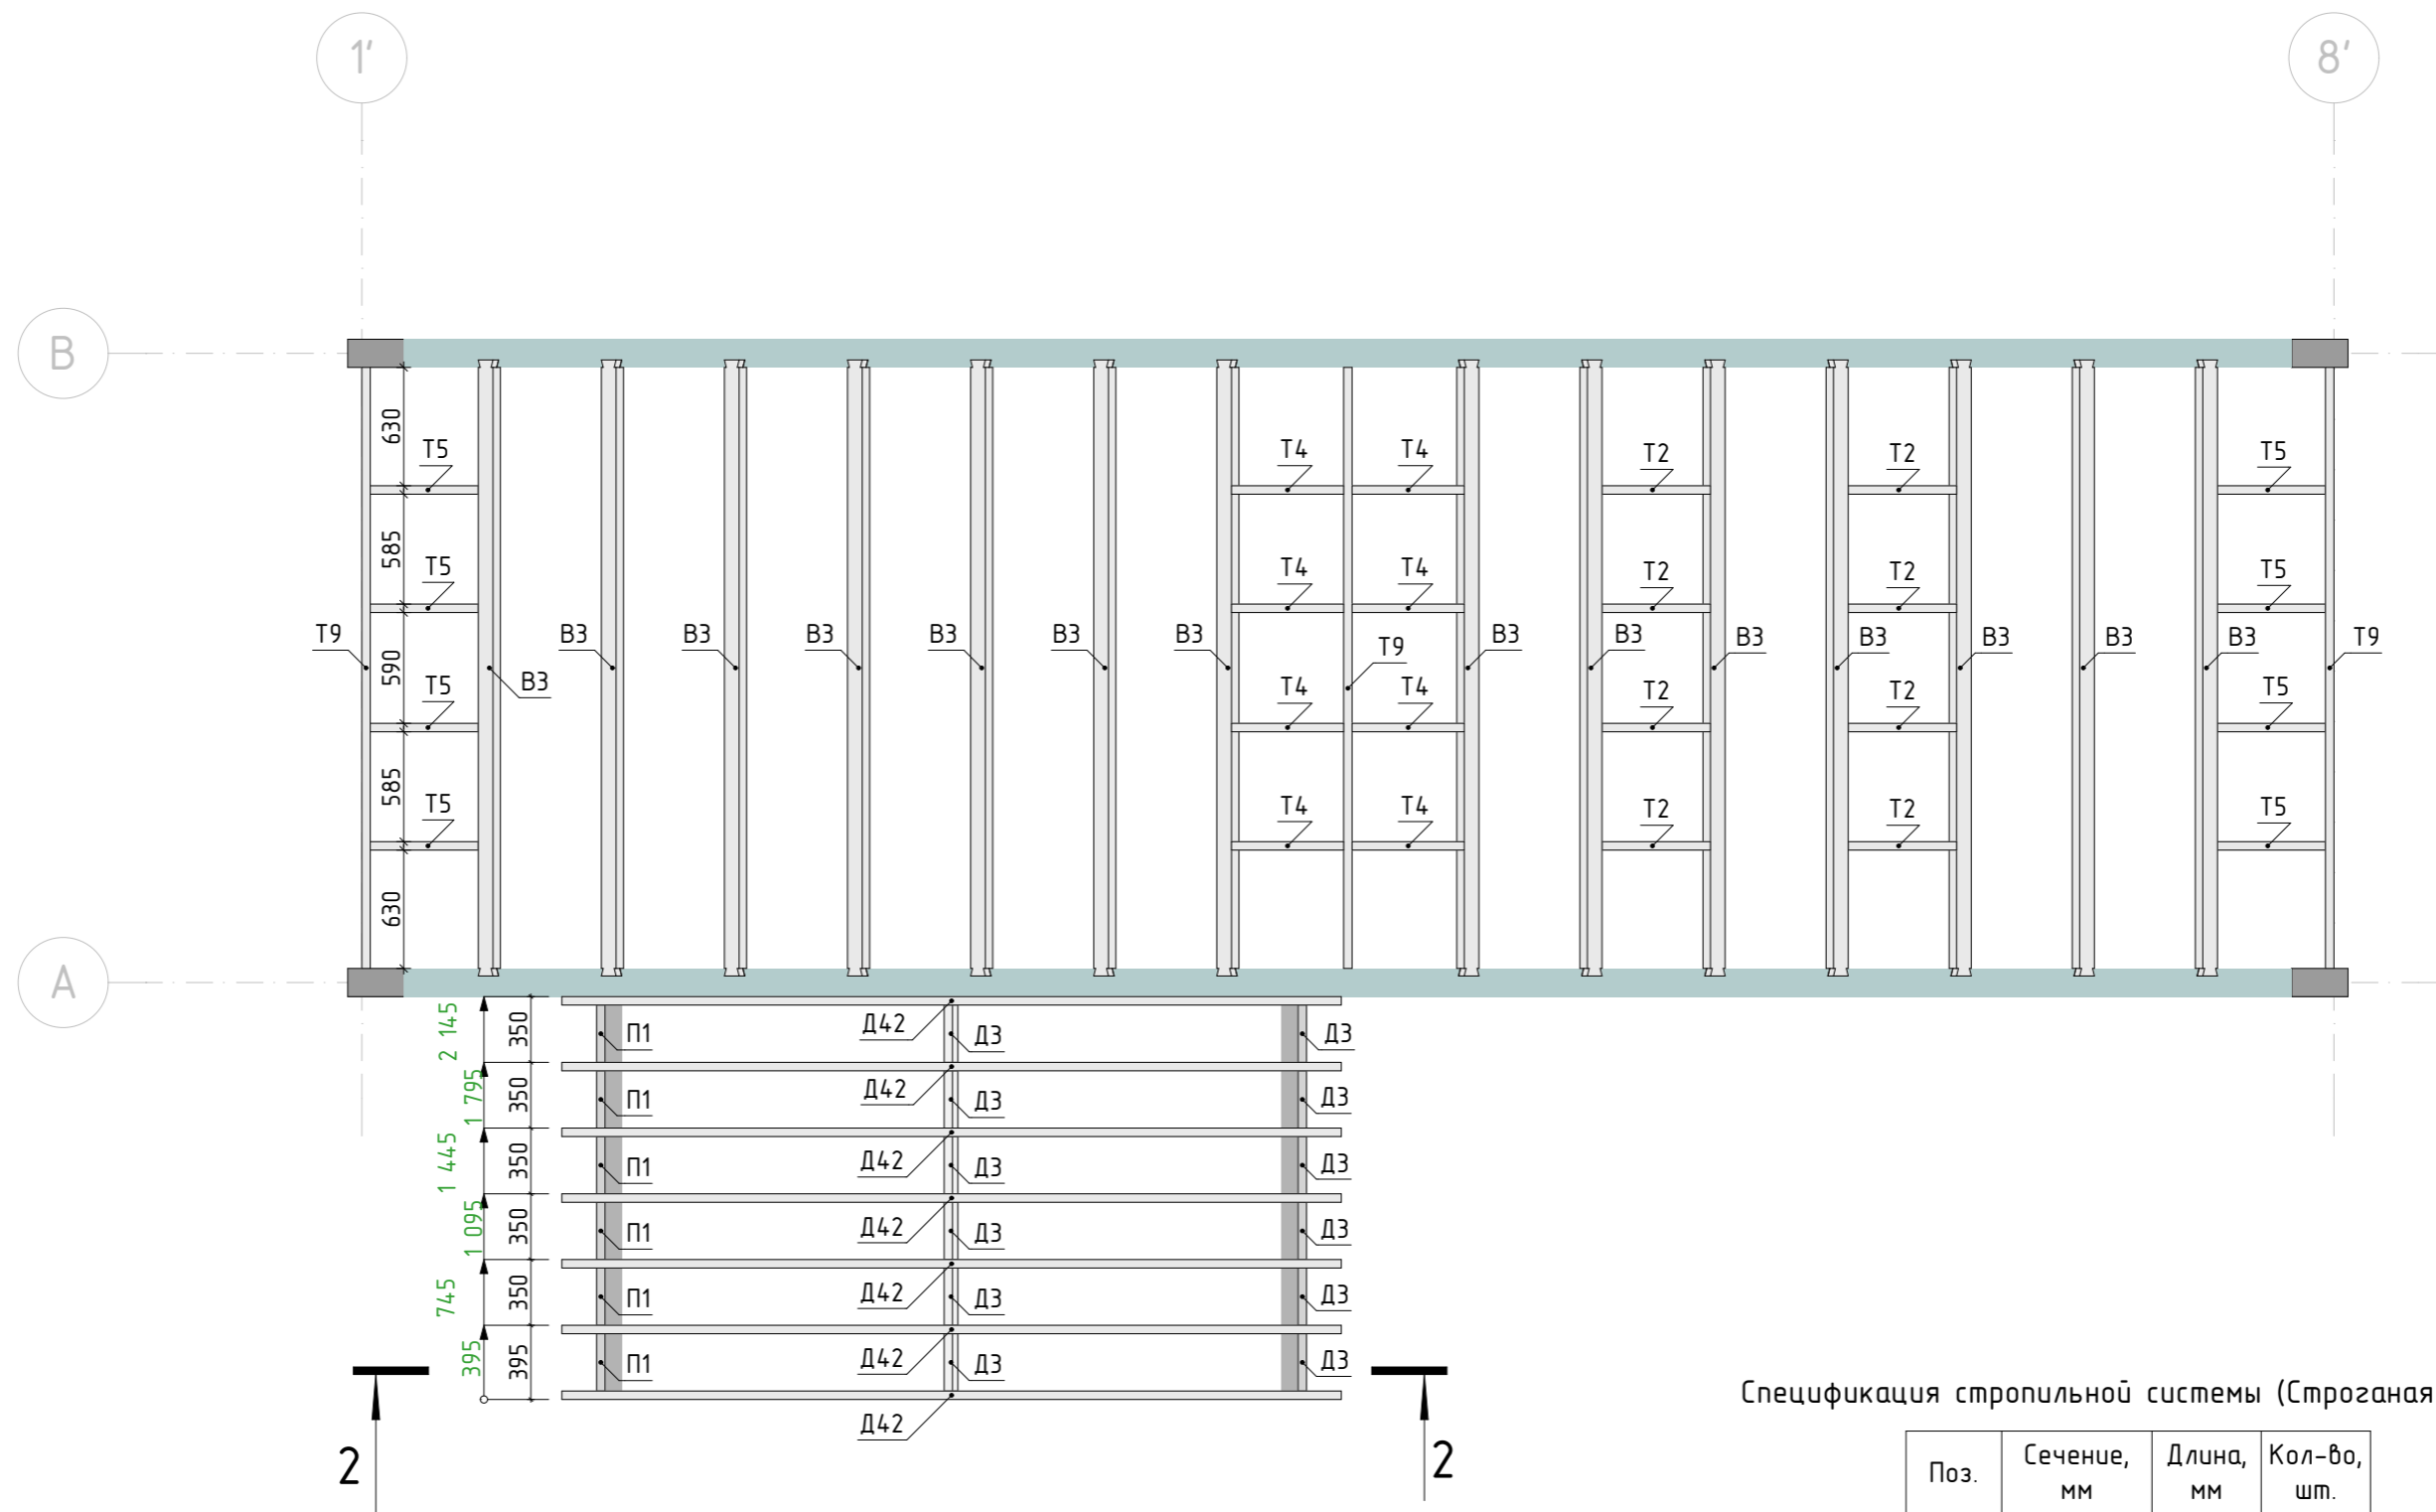 1' 8'
В
630
Т5 Т4 Т4 Т2 Т2 Т5
585
Т5 Т4 Т4 Т2 Т2 Т5
Т9 В3 В3 В3 В3 В3 В3 Т9 В3 В3 В3 В3 В3 В3 В3 Т9
590
Т5 В3 Т4 Т4 Т2 Т2 Т5
585
Т5 Т4 Т4 Т2 Т2 Т5
630
А
2 145 350 П1 Д42 Д3 Д3
1 795 350 П1 Д42 Д3 Д3
1 445 350 П1 Д42 Д3 Д3
1 095 350 П1 Д42 Д3 Д3
745 350 П1 Д42 Д3 Д3
395 395 П1 Д42 Д3 Д3
Д42
2 2
Спецификация стропильной системы (Строганая
Поз. Сечение, мм Длина, мм Кол-во, шт.